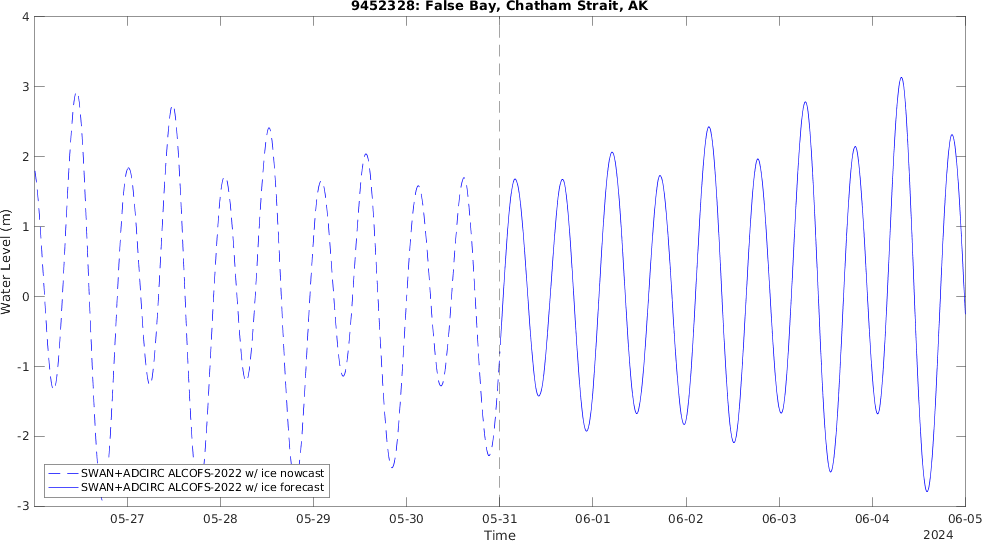 9452328: False Bay, Chatham Strait, AK
4
3
2
1
0
-1
-2
-3
Water Level (m)
SWAN+ADCIRC ALCOFS-2022 w/ ice nowcast
SWAN+ADCIRC ALCOFS-2022 w/ ice forecast
05-27 05-28 05-29 05-30 05-31 06-01 06-02 06-03 06-04 06-05
Time
2024